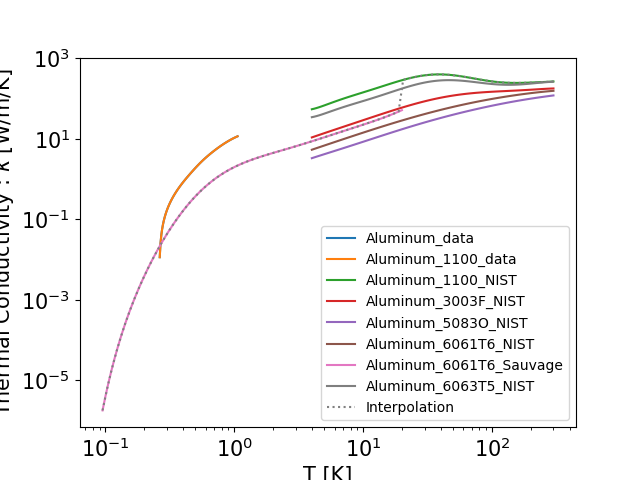 Thermal Conductivity : k [W/m/K]
10³
10¹
10⁻¹
10⁻³
10⁻⁵
Aluminum_data
Aluminum_1100_data
Aluminum_1100_NIST
Aluminum_3003F_NIST
Aluminum_5083O_NIST
Aluminum_6061T6_NIST
Aluminum_6061T6_Sauvage
Aluminum_6063T5_NIST
Interpolation
10⁻¹ 10⁰ 10¹ 10²
T [K]